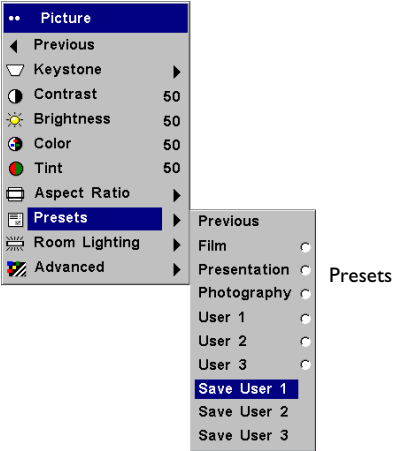 Picture
Previous
Keystone
Contrast 50
Brightness 50
Color 50
Tint 50
Aspect Ratio
Presets
Room Lighting
Advanced
Previous
Film
Presentation
Photography
User 1
User 2
User 3
Save User 1
Save User 2
Save User 3
Presets